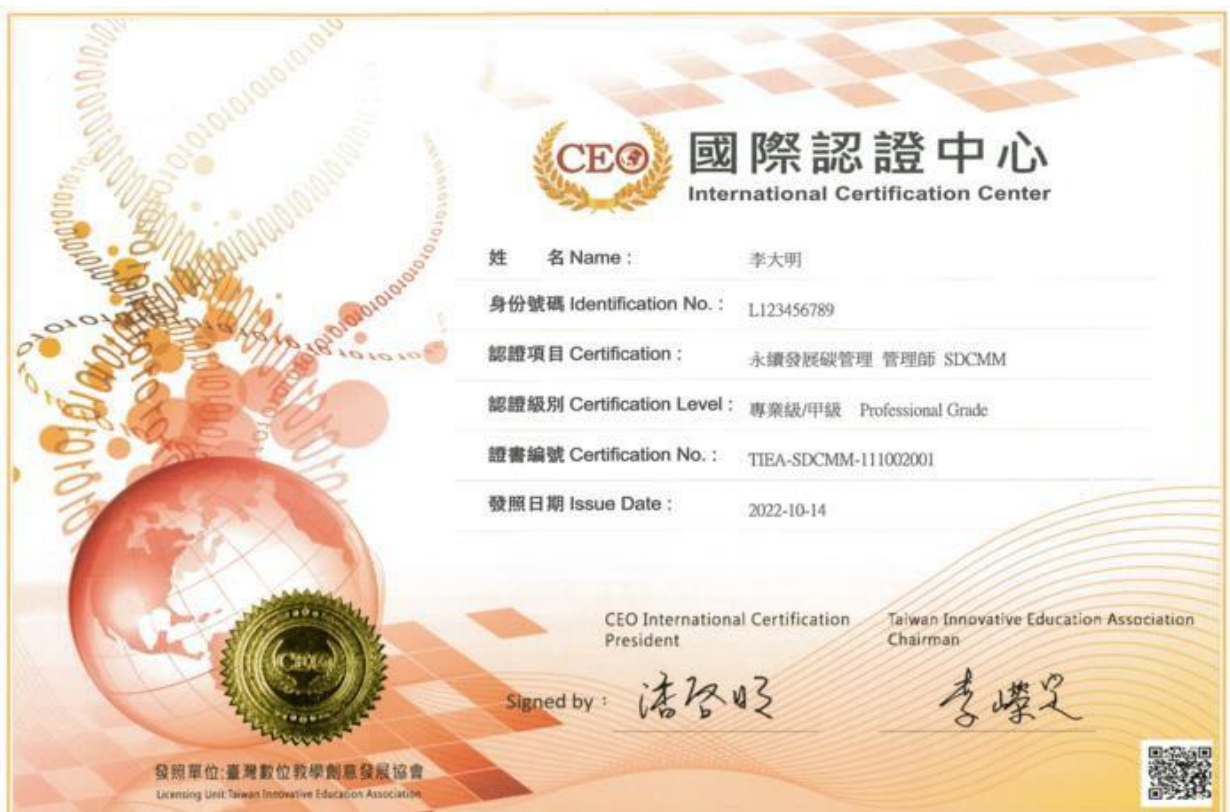 CEO
國際認證中心
International Certification Center
姓 名 Name： 李大明
身份號碼 Identification No.： L123456789
認證項目 Certification： 永續發展碳管理 管理師 SDCMM
認證級別 Certification Level： 專業級/甲級 Professional Grade
證書編號 Certification No.： TIEA-SDCMM-111002001
發照日期 Issue Date： 2022-10-14
CEO International Certification
President
Taiwan Innovative Education Association
Chairman
Signed by：
CEO
發照單位:臺灣數位教學創意發展協會
Licensing Unit:Taiwan Innovative Education Association